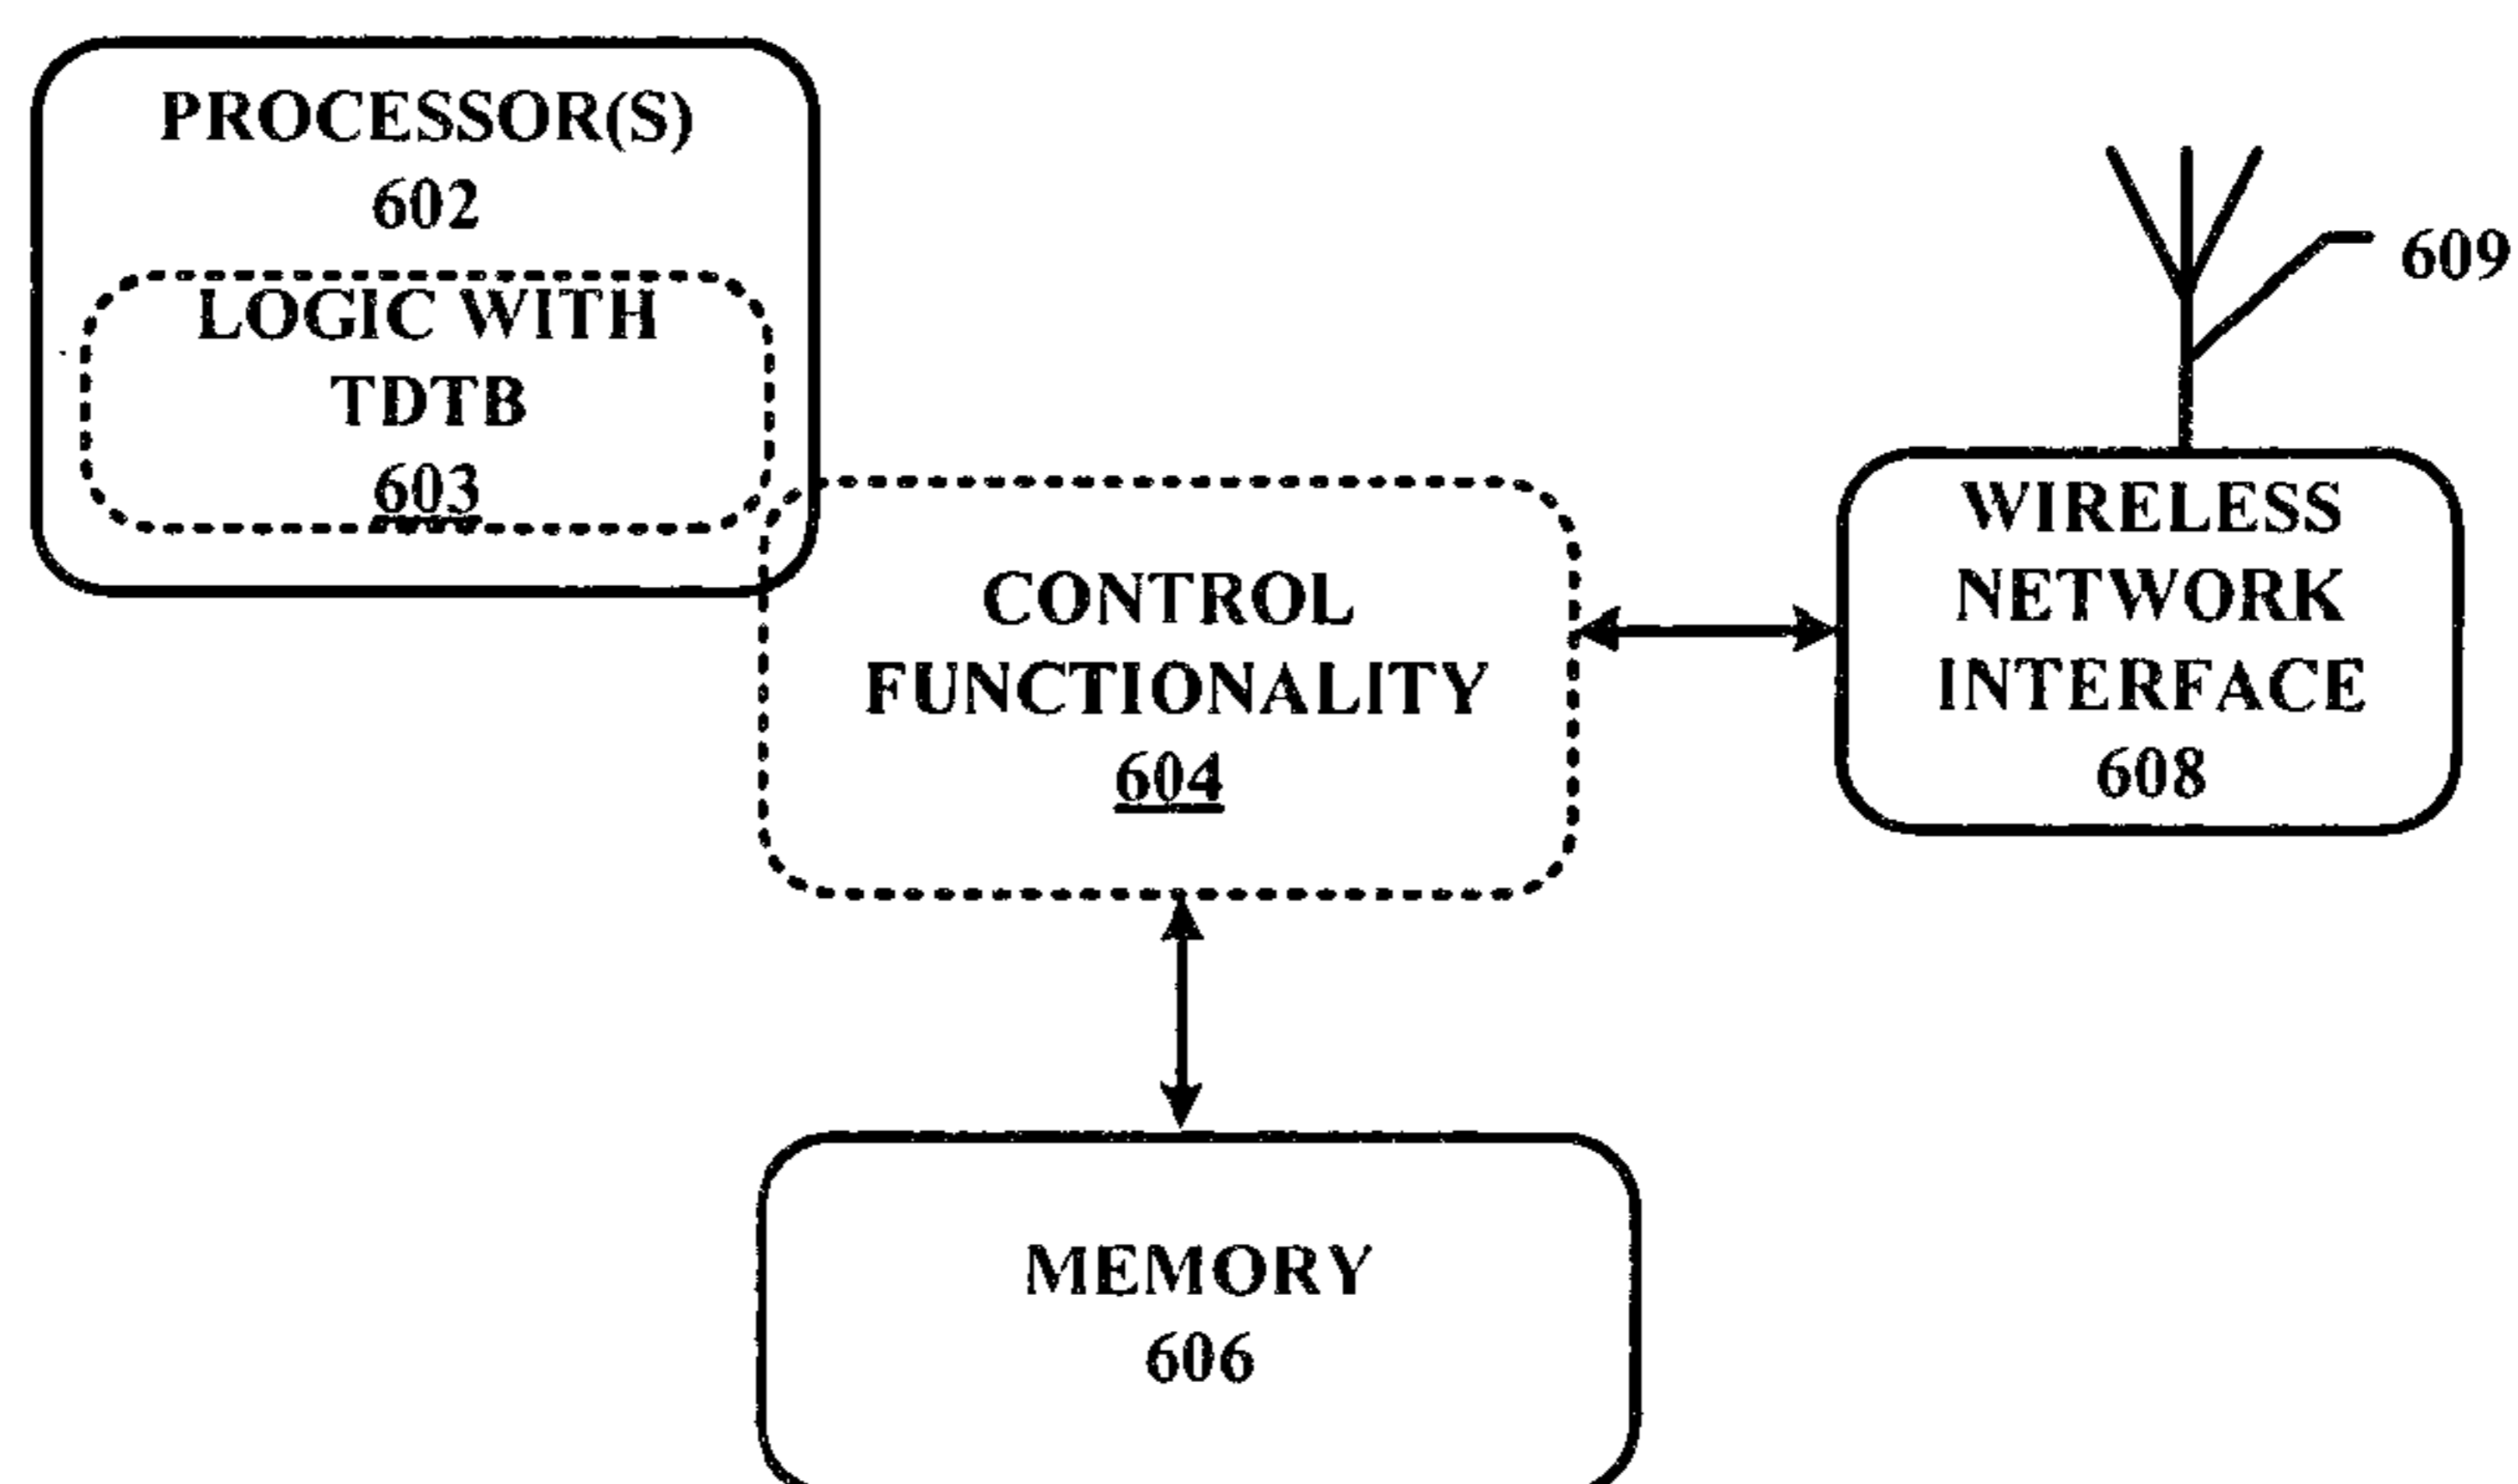 PROCESSOR(S)
602
LOGIC WITH
TDTB
603
609
CONTROL
FUNCTIONALITY
604
WIRELESS
NETWORK
INTERFACE
608
MEMORY
606